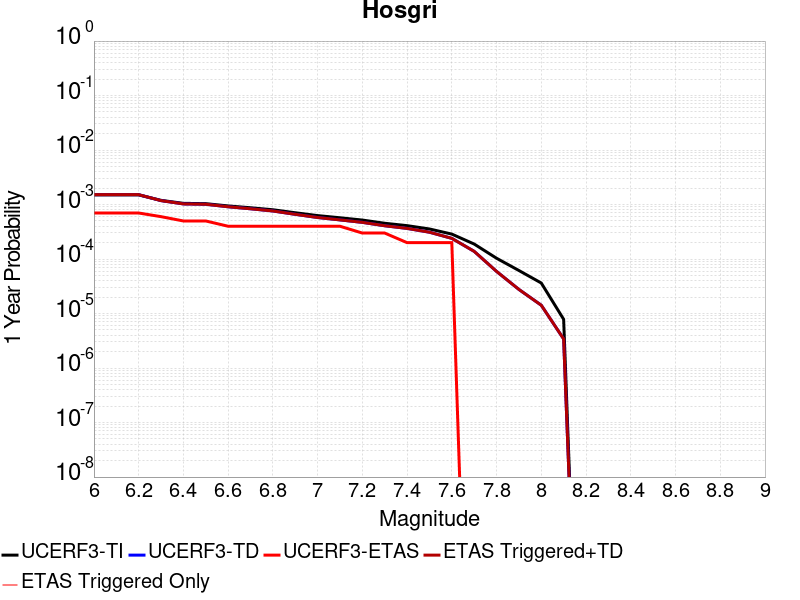 Hosgri
10^0
10^-1
10^-2
10^-3
10^-4
10^-5
10^-6
10^-7
10^-8
1 Year Probability
6 6.2 6.4 6.6 6.8 7 7.2 7.4 7.6 7.8 8 8.2 8.4 8.6 8.8 9
Magnitude
UCERF3-TI UCERF3-TD UCERF3-ETAS ETAS Triggered+TD
ETAS Triggered Only